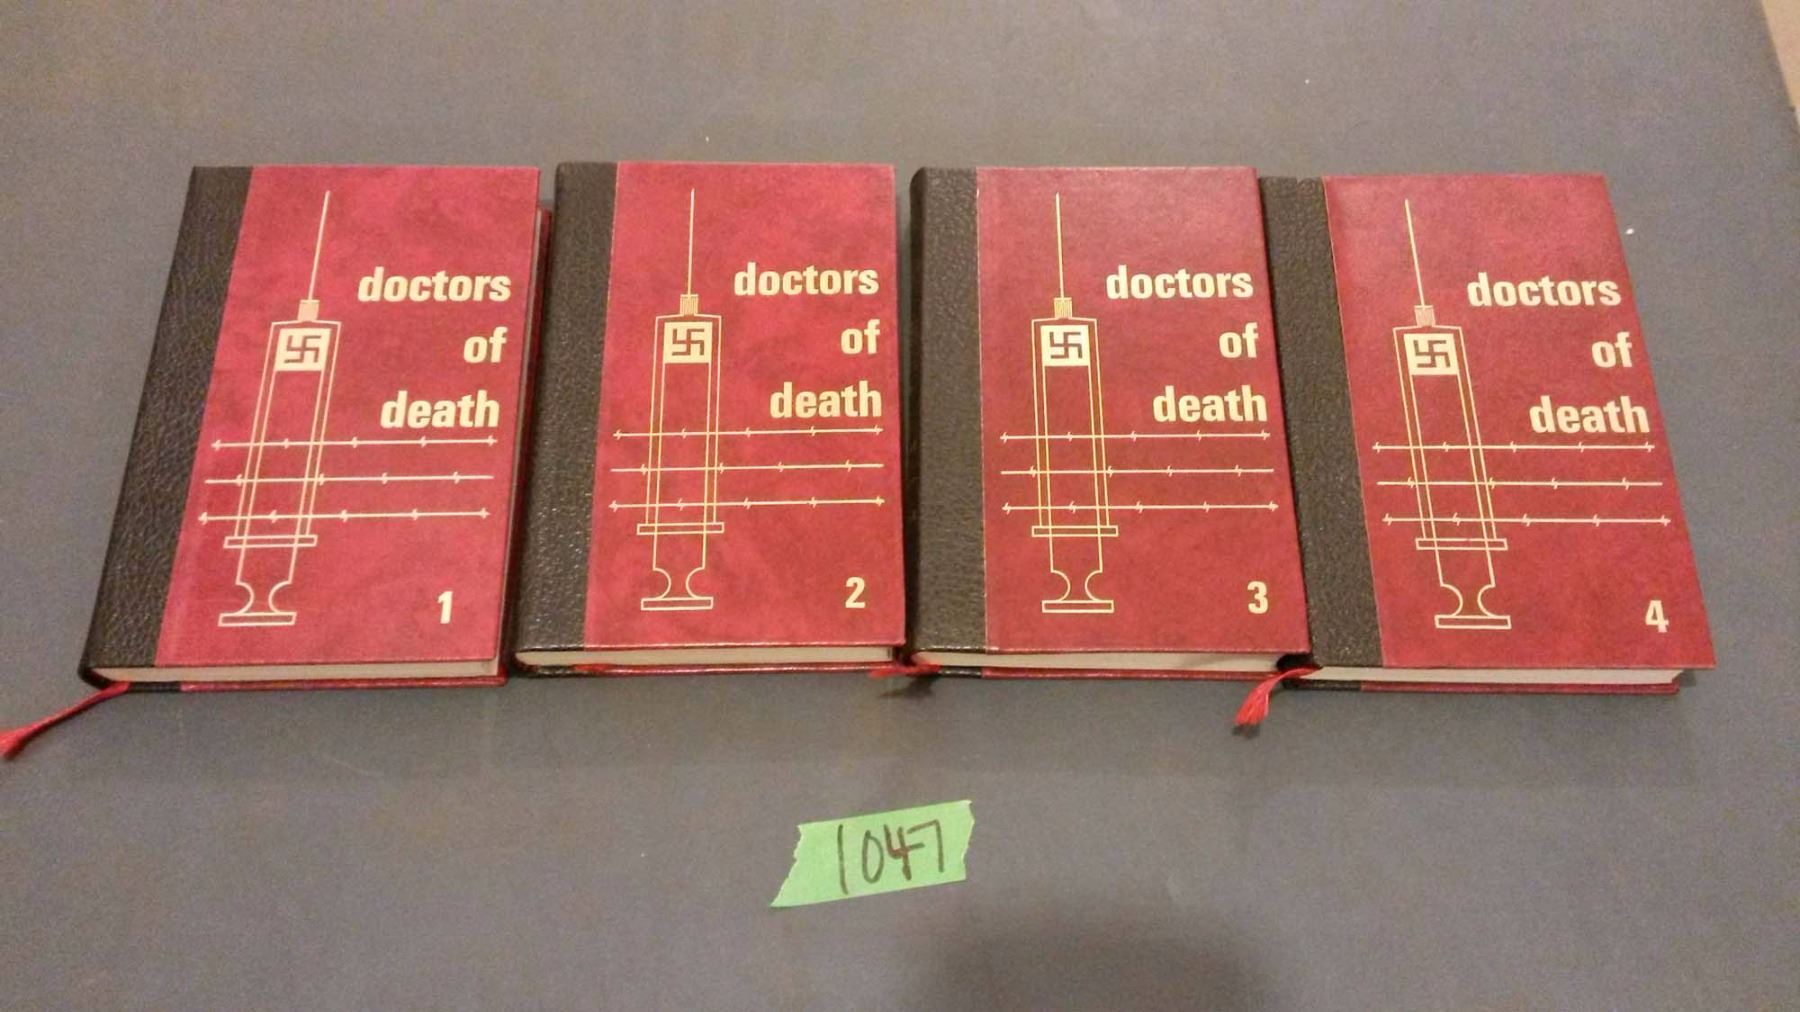 doctors
of
death
1
doctors
of
death
2
doctors
of
death
3
doctors
of
death
4
1047